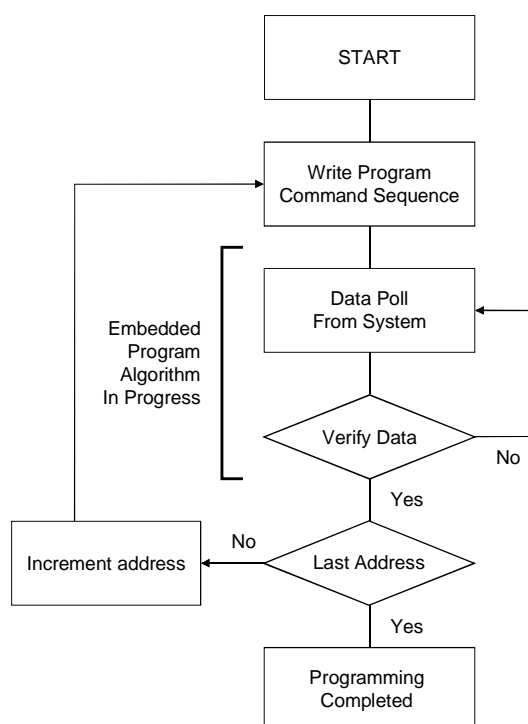 START
Write Program
Command Sequence
Data Poll
From System
Embedded
Program
Algorithm
In Progress
Verify Data
No
Yes
No
Increment address
Last Address
Yes
Programming
Completed